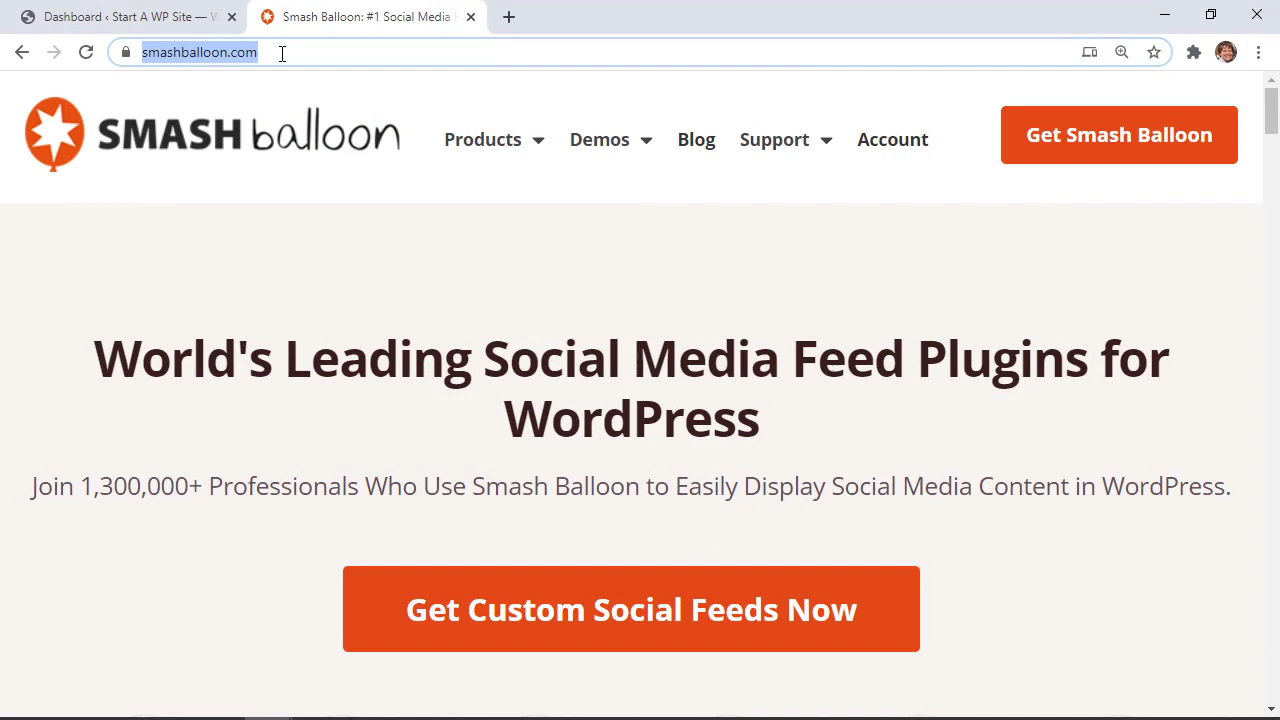 Dashboard ‹ Start A WP Site — W
Smash Balloon: #1 Social Media F
smashballoon.com
SMASH balloon
Products
Demos
Blog
Support
Account
Get Smash Balloon
World's Leading Social Media Feed Plugins for
WordPress
Join 1,300,000+ Professionals Who Use Smash Balloon to Easily Display Social Media Content in WordPress.
Get Custom Social Feeds Now